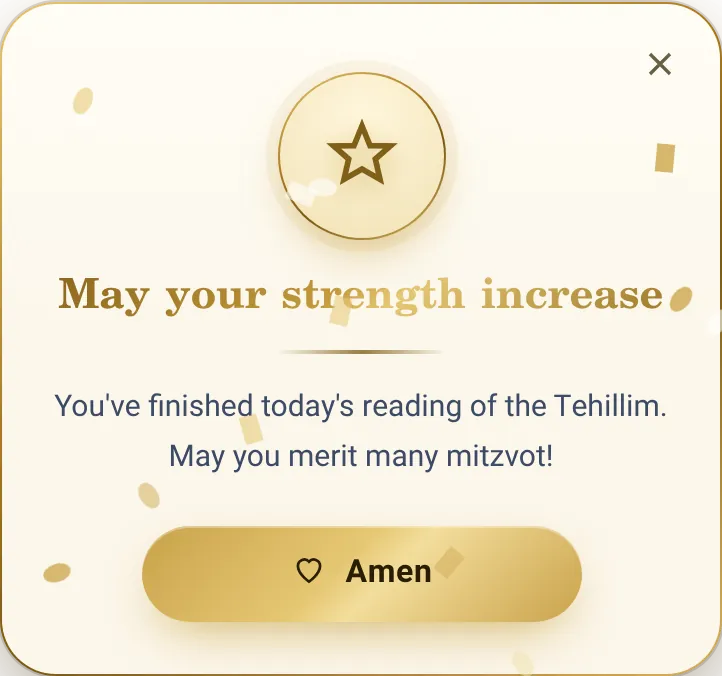 May your strength increase
You've finished today's reading of the Tehillim.
May you merit many mitzvot!
Amen